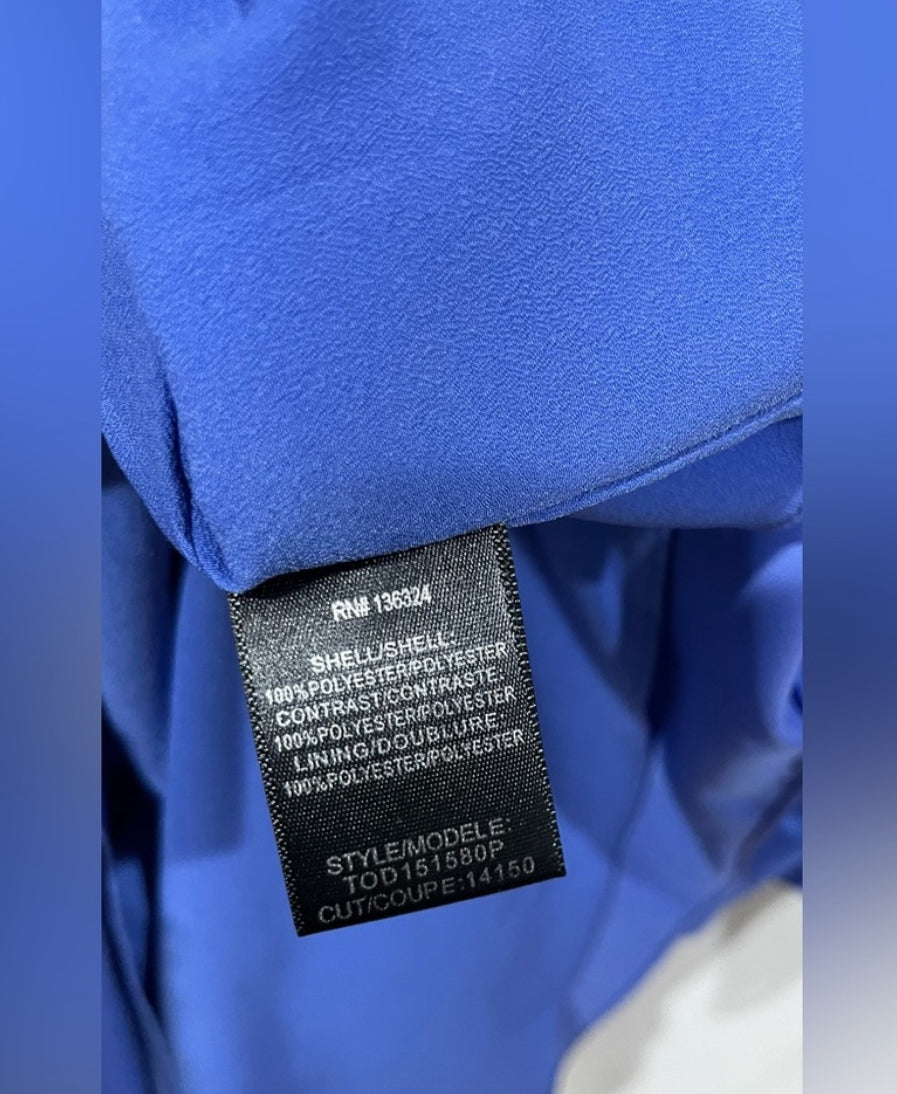 RN# 136324
SHELL/SHELL:
100%POLYESTER/POLYESTER
CONTRAST/CONTRASTE:
100%POLYESTER/POLYESTER
LINING/DOUBLURE:
100%POLYESTER/POLYESTER
STYLE/MODELE:
TOD151580P
CUT/COUPE:14150